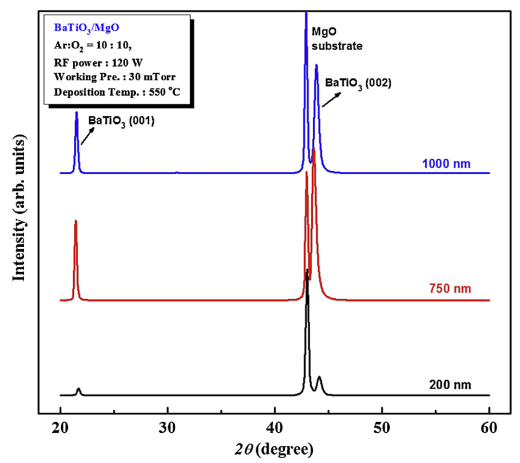 BaTiO₃/MgO
Ar:O₂ = 10 : 10,
RF power : 120 W
Working Pre. : 30 mTorr
Deposition Temp. : 550 °C
MgO
substrate
BaTiO₃ (002)
BaTiO₃ (001)
1000 nm
750 nm
200 nm
Intensity (arb. units)
20
30
40
50
60
2θ (degree)